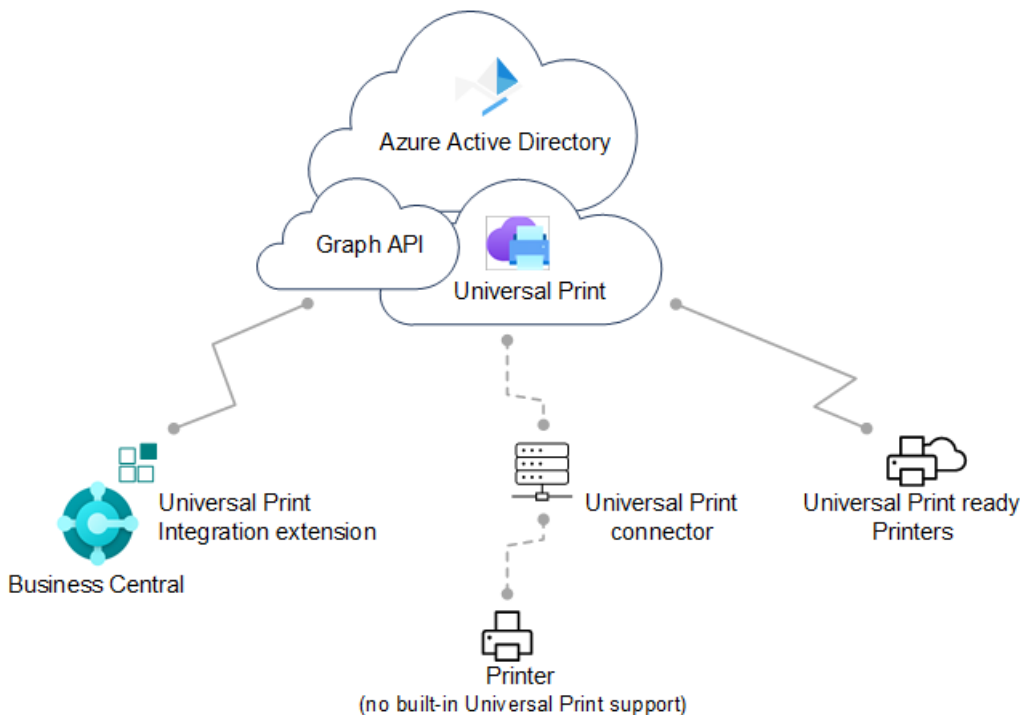 Azure Active Directory
Graph API
Universal Print
Universal Print
Integration extension
Business Central
Universal Print
connector
Universal Print ready
Printers
Printer
(no built-in Universal Print support)